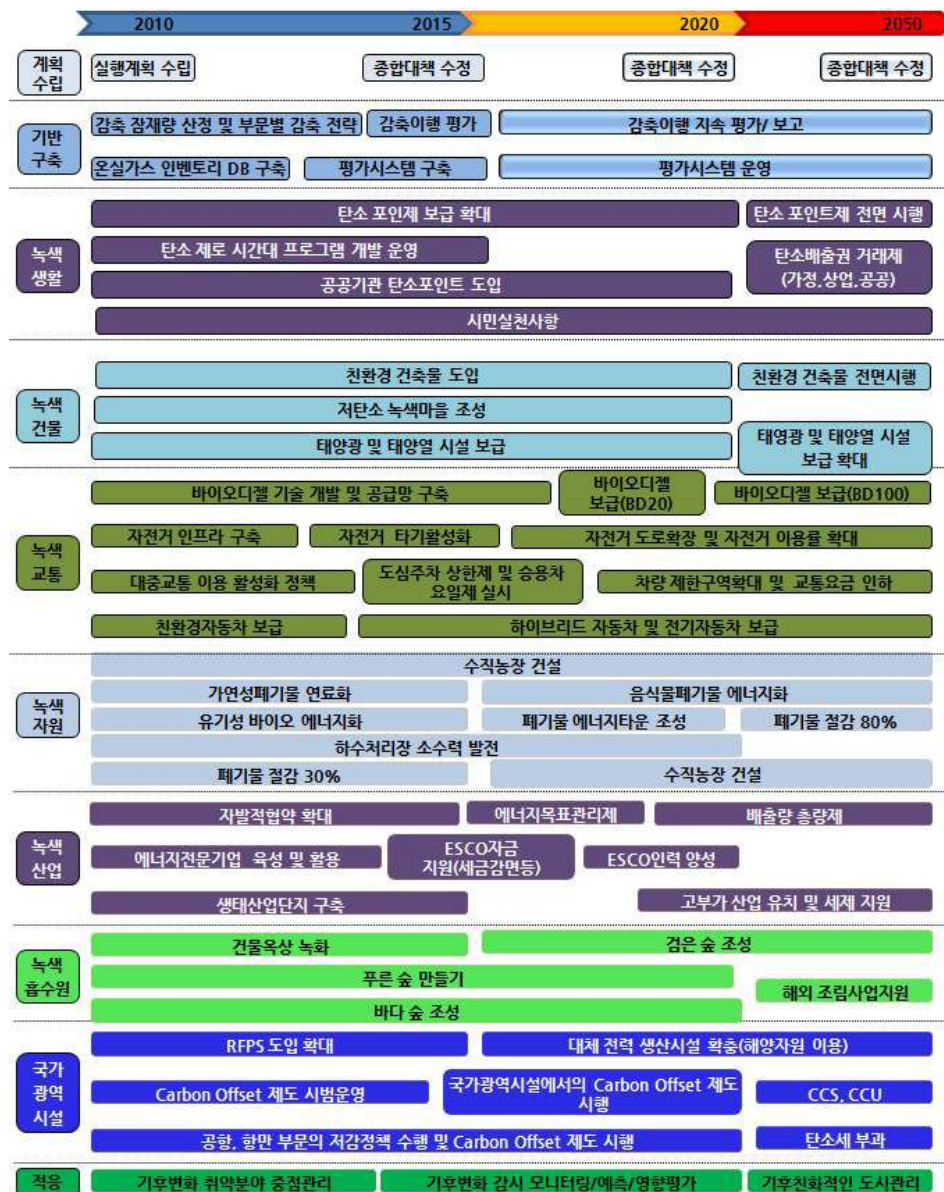 2010 2015 2020 2050
계획
수립
실행계획 수립
종합대책 수정
종합대책 수정
종합대책 수정
기반
구축
감축 잠재량 산정 및 부문별 감축 전략
감축이행 평가
감축이행 지속 평가/ 보고
온실가스 인벤토리 DB 구축
평가시스템 구축
평가시스템 운영
녹색
생활
탄소 포인제 보급 확대
탄소 포인트제 전면 시행
탄소 제로 시간대 프로그램 개발 운영
탄소배출권 거래제
(가정.상업.공공)
공공기관 탄소포인트 도입
시민실천사항
녹색
건물
친환경 건축물 도입
친환경 건축물 전면시행
저탄소 녹색마을 조성
태양광 및 태양열 시설 보급
태영광 및 태양열 시설
보급 확대
녹색
교통
바이오디젤 기술 개발 및 공급망 구축
바이오디젤
보급(BD20)
바이오디젤 보급(BD100)
자전거 인프라 구축
자전거 타기활성화
자전거 도로확장 및 자전거 이용률 확대
대중교통 이용 활성화 정책
도심주차 상한제 및 승용차
요일제 실시
차량 제한구역확대 및 교통요금 인하
친환경자동차 보급
하이브리드 자동차 및 전기자동차 보급
녹색
자원
수직농장 건설
가연성폐기물 연료화
음식물폐기물 에너지화
유기성 바이오 에너지화
폐기물 에너지타운 조성
폐기물 절감 80%
하수처리장 소수력 발전
폐기물 절감 30%
수직농장 건설
녹색
산업
자발적협약 확대
에너지목표관리제
배출량 총량제
에너지전문기업 육성 및 활용
ESCO자금
지원(세금감면등)
ESCO인력 양성
생태산업단지 구축
고부가 산업 유치 및 세제 지원
녹색
흡수원
건물옥상 녹화
검은 숲 조성
푸른 숲 만들기
해외 조림사업지원
바다 숲 조성
국가
광역
시설
RFPS 도입 확대
대체 전력 생산시설 확충(해양자원 이용)
Carbon Offset 제도 시범운영
국가광역시설에서의 Carbon Offset 제도
시행
CCS, CCU
공항, 항만 부문의 저감정책 수행 및 Carbon Offset 제도 시행
탄소세 부과
적응
기후변화 취약분야 중점관리
기후변화 감시 모니터링/예측/영향평가
기후친화적인 도시관리